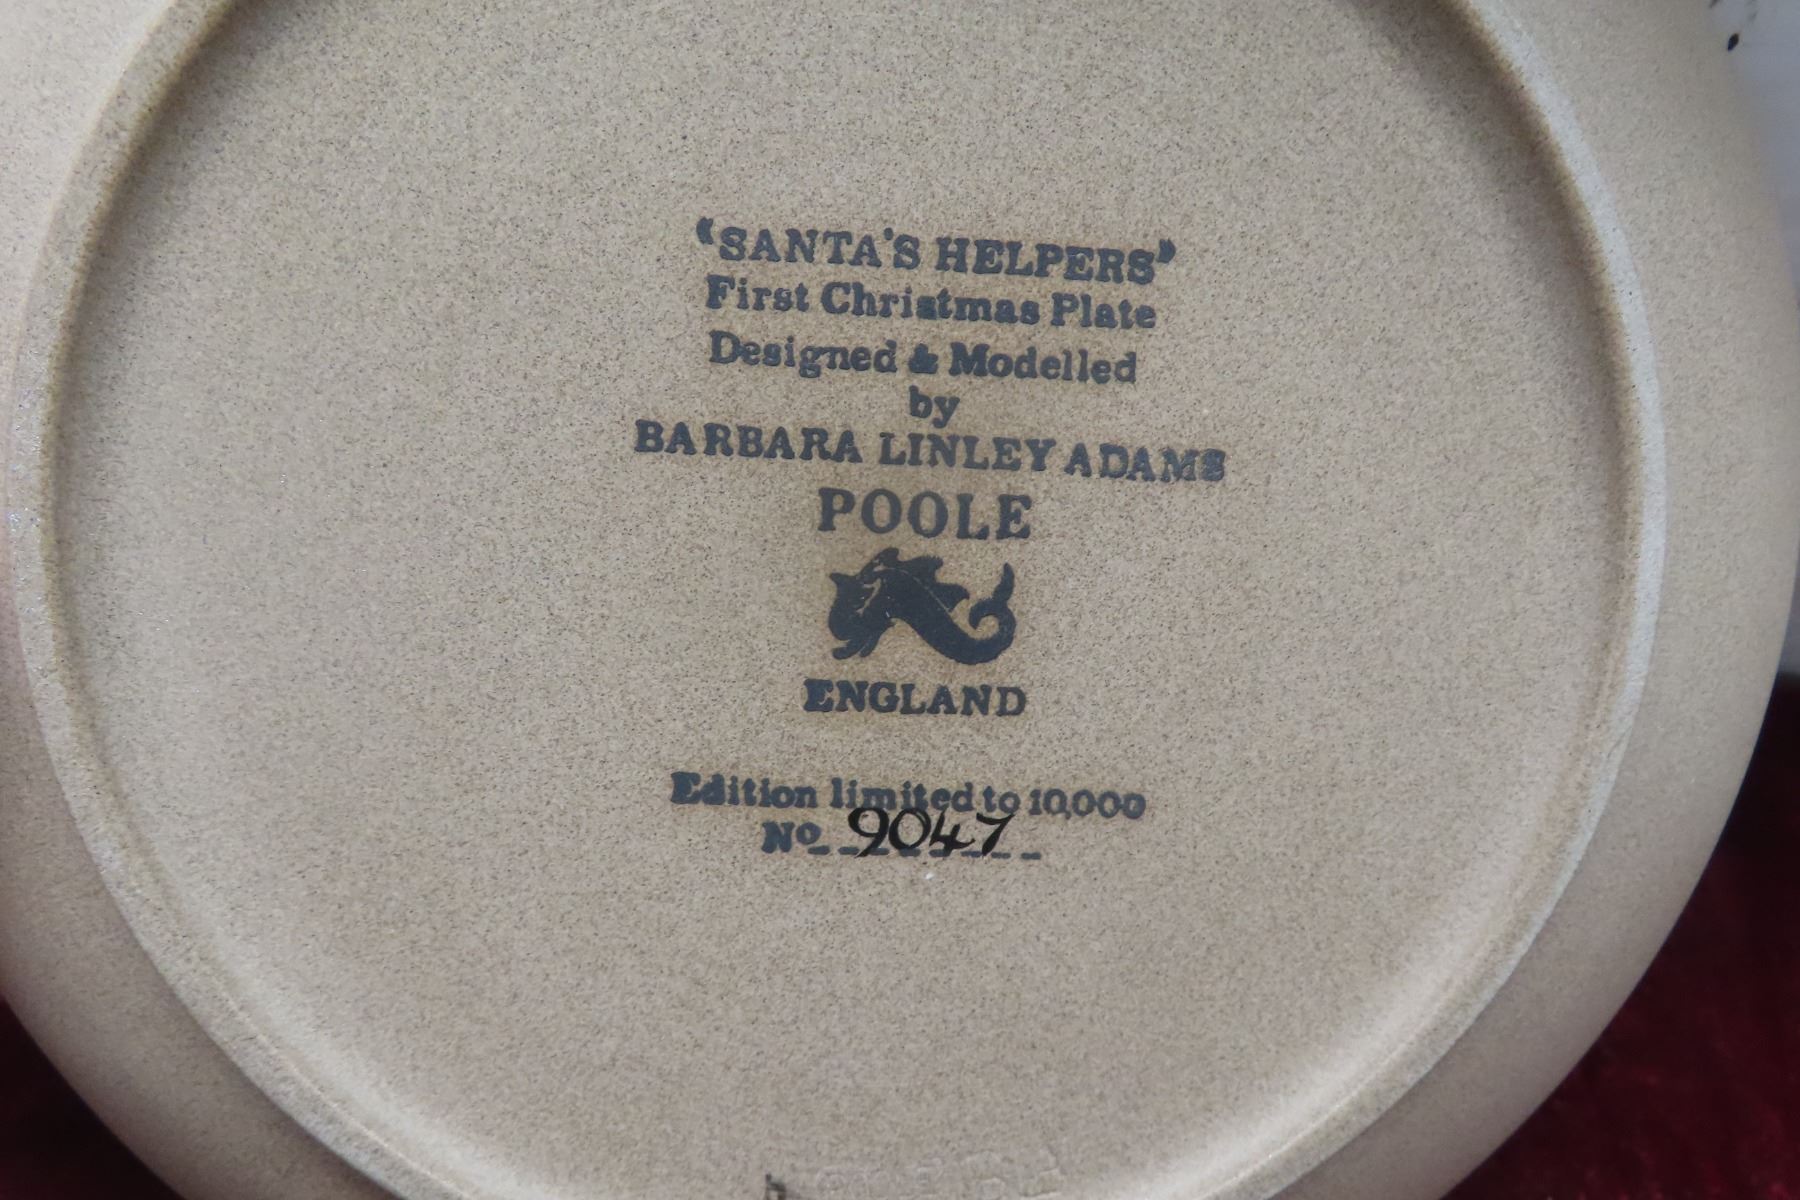 “SANTA'S HELPERS”
First Christmas Plate
Designed & Modelled
by
BARBARA LINLEY ADAMS
POOLE
ENGLAND
Edition limited to 10,000
No 9047